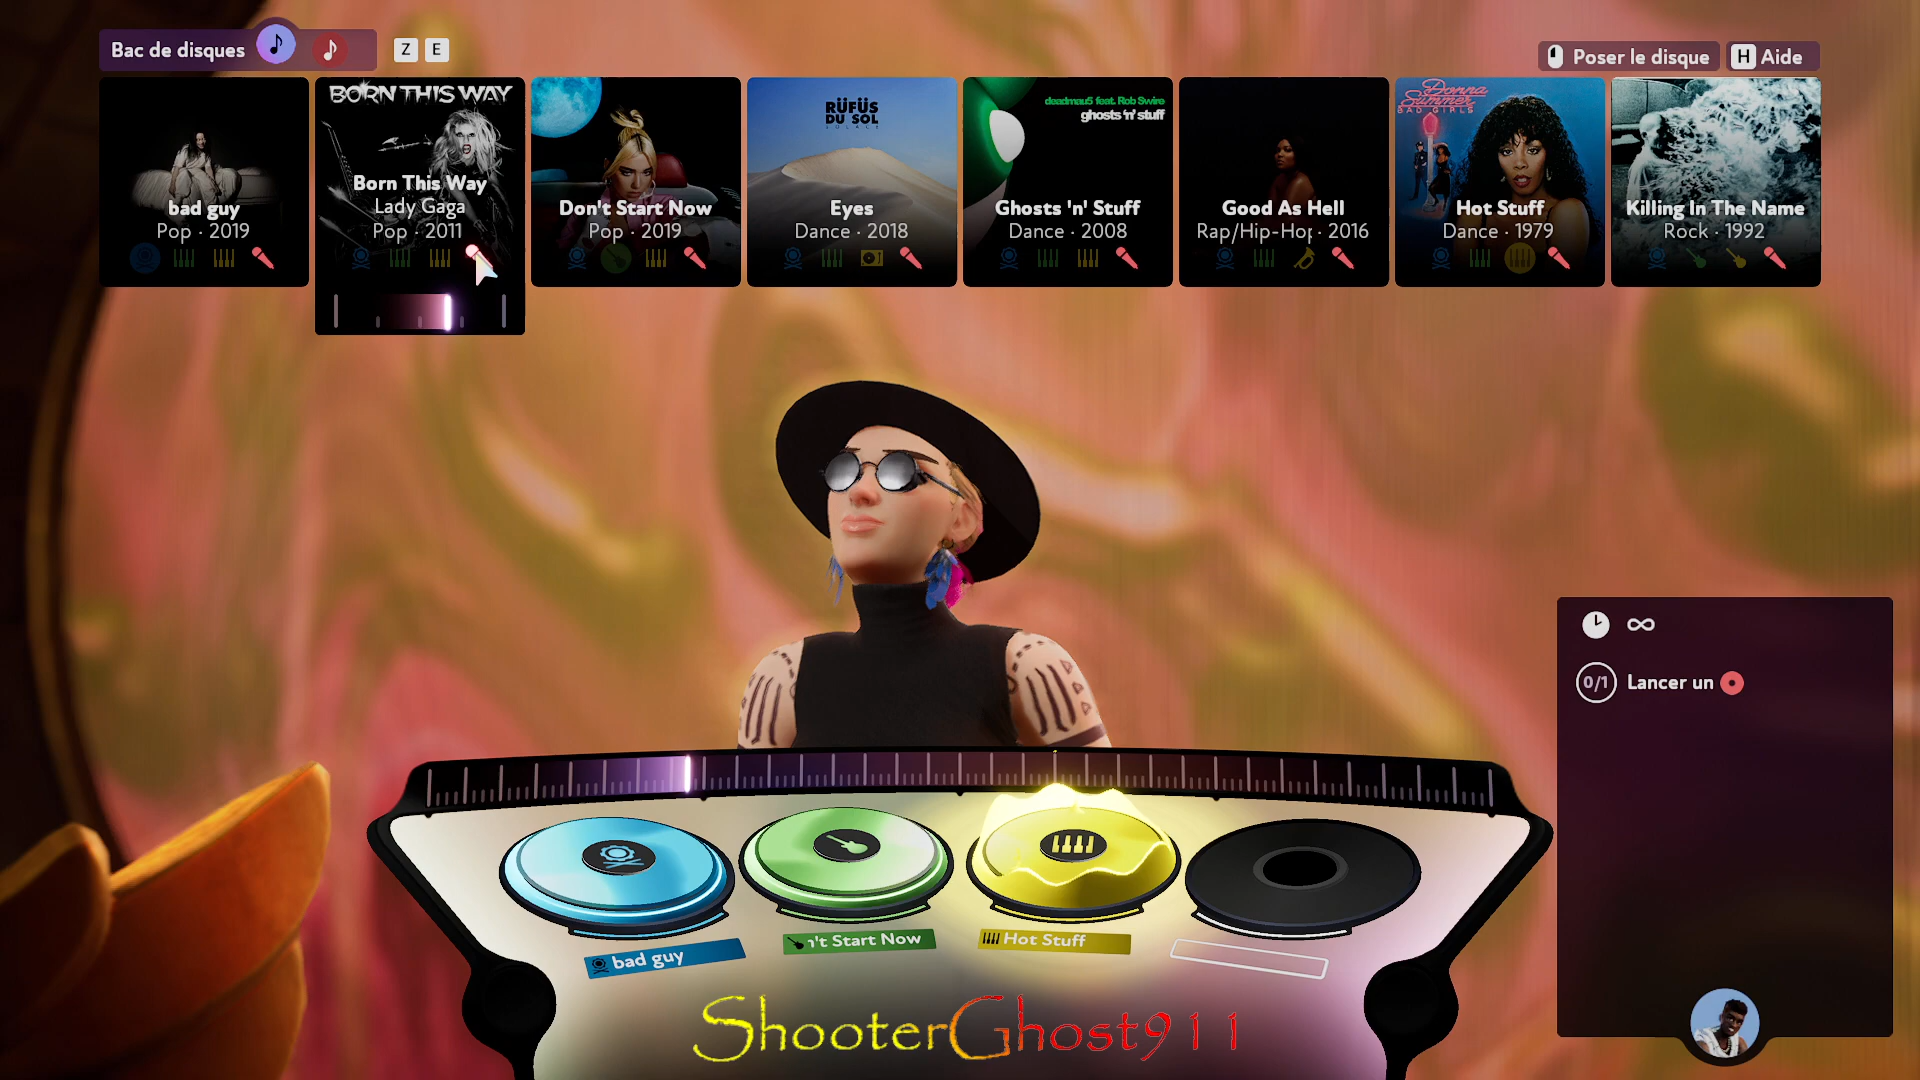 Bac de disques
Z E
Poser le disque
H Aide
bad guy
Pop · 2019
BORN THIS WAY
Born This Way
Lady Gaga
Pop · 2011
Don't Start Now
Pop · 2019
RÜFÜS
DU SOL
SOLACE
Eyes
Dance · 2018
deadmau5 feat. Rob Swire
ghosts 'n' stuff
Ghosts 'n' Stuff
Dance · 2008
Good As Hell
Rap/Hip-Hop · 2016
Donna
Summer
BAD GIRLS
Hot Stuff
Dance · 1979
Killing In The Name
Rock · 1992
∞
0/1 Lancer un
bad guy
't Start Now
Hot Stuff
ShooterGhost911